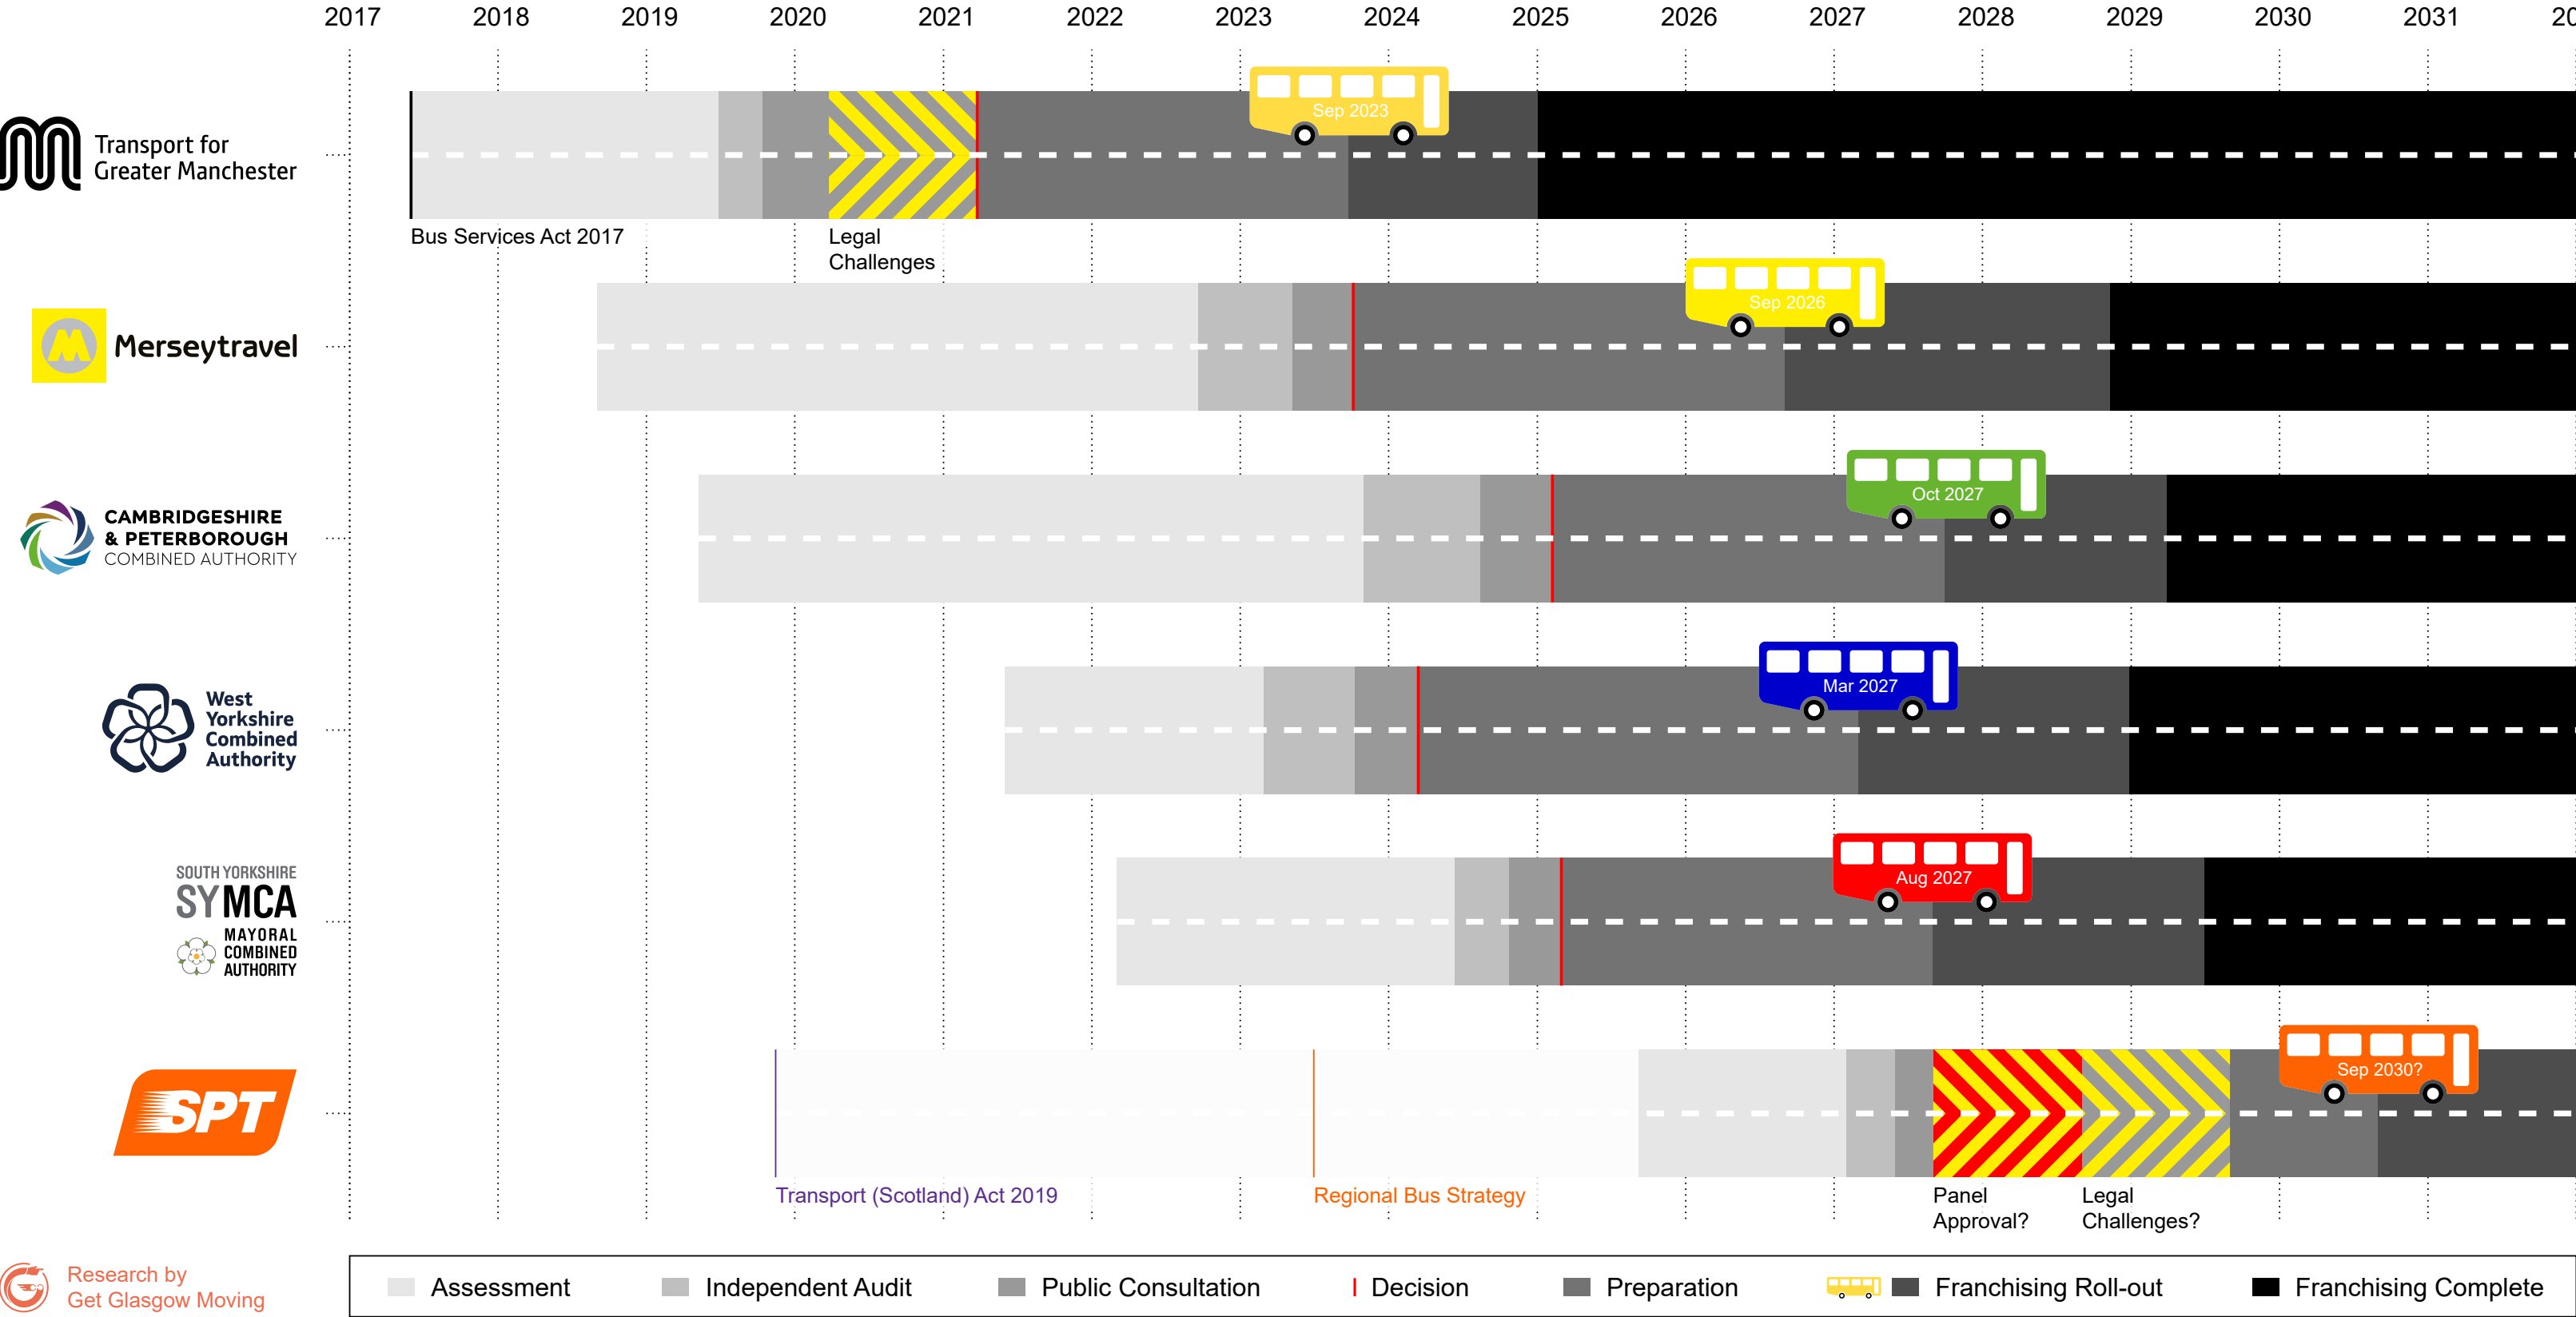 2017 2018 2019 2020 2021 2022 2023 2024 2025 2026 2027 2028 2029 2030 2031 20
Sep 2023
Transport for
Greater Manchester
Bus Services Act 2017
Legal
Challenges
Sep 2026
M Merseytravel
Oct 2027
CAMBRIDGESHIRE
& PETERBOROUGH
COMBINED AUTHORITY
Mar 2027
West
Yorkshire
Combined
Authority
Aug 2027
SOUTH YORKSHIRE
SYMCA
MAYORAL
COMBINED
AUTHORITY
Sep 2030?
SPT
Transport (Scotland) Act 2019
Regional Bus Strategy
Panel
Approval?
Legal
Challenges?
Research by
Get Glasgow Moving
Assessment Independent Audit Public Consultation Decision Preparation Franchising Roll-out Franchising Complete